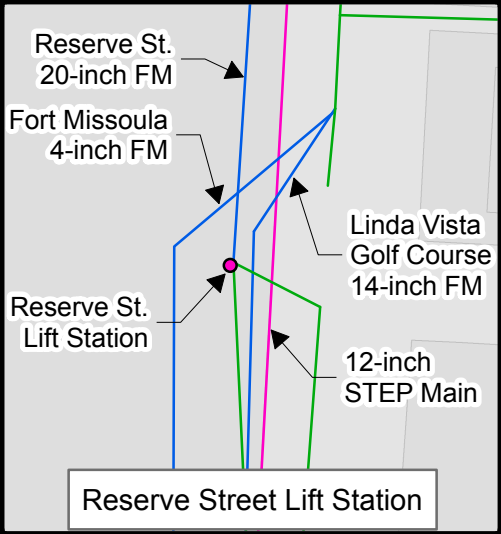 Reserve St.
20-inch FM
Fort Missoula
4-inch FM
Linda Vista
Golf Course
14-inch FM
Reserve St.
Lift Station
12-inch
STEP Main
Reserve Street Lift Station